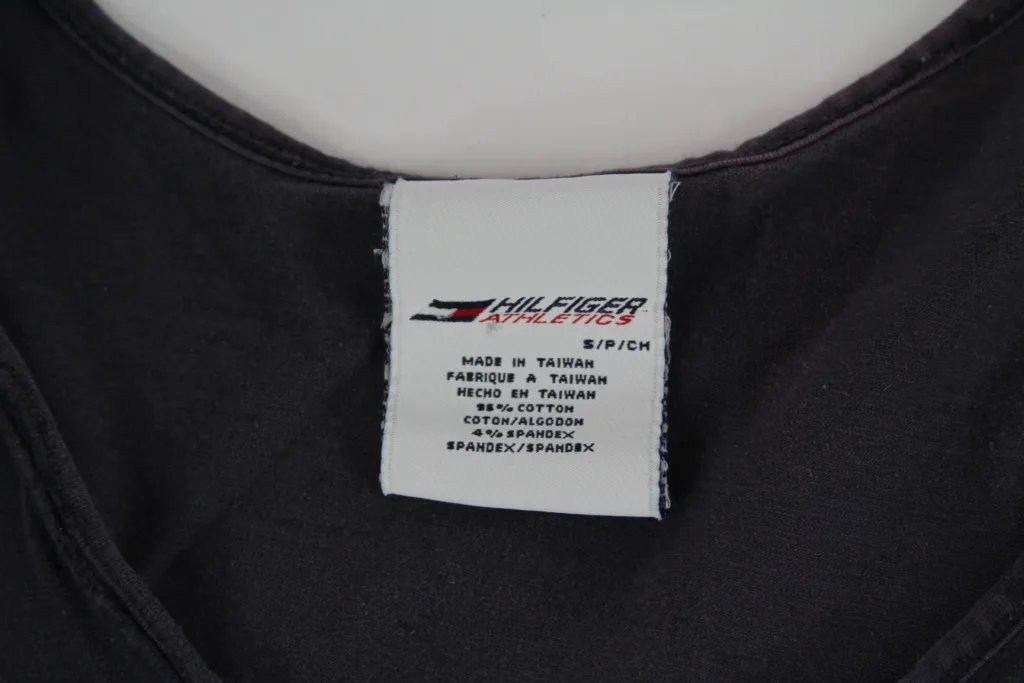 HILFIGER
ATHLETICS
S/P/CH
MADE IN TAIWAN
FABRIQUE A TAIWAN
HECHO EN TAIWAN
96% COTTON
COTON/ALGODON
4% SPANDEX
SPANDEX/SPANDEX